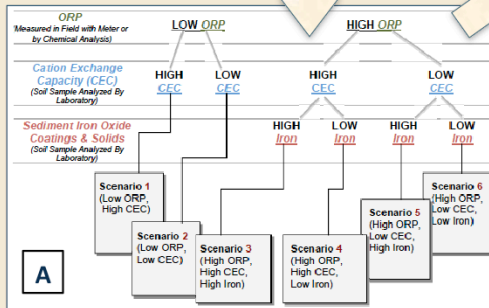 ORP
'Measured in Field with Meter or
by Chemical Analysis)
LOW ORP
HIGH ORP
Cation Exchange
Capacity (CEC)
(Soil Sample Analyzed By
Laboratory)
HIGH
CEC
LOW
CEC
HIGH
CEC
LOW
CEC
Sediment Iron Oxide
Coatings & Solids
(Soil Sample Analyzed By
Laboratory)
HIGH
Iron
LOW
Iron
HIGH
Iron
LOW
Iron
Scenario 1
(Low ORP,
High CEC)
Scenario 2
(Low ORP,
Low CEC)
Scenario 3
(High ORP,
High CEC,
High Iron)
Scenario 4
(High ORP,
High CEC,
Low Iron)
Scenario 5
(High ORP,
Low CEC,
High Iron)
Scenario 6
(High ORP,
Low CEC,
Low Iron)
A